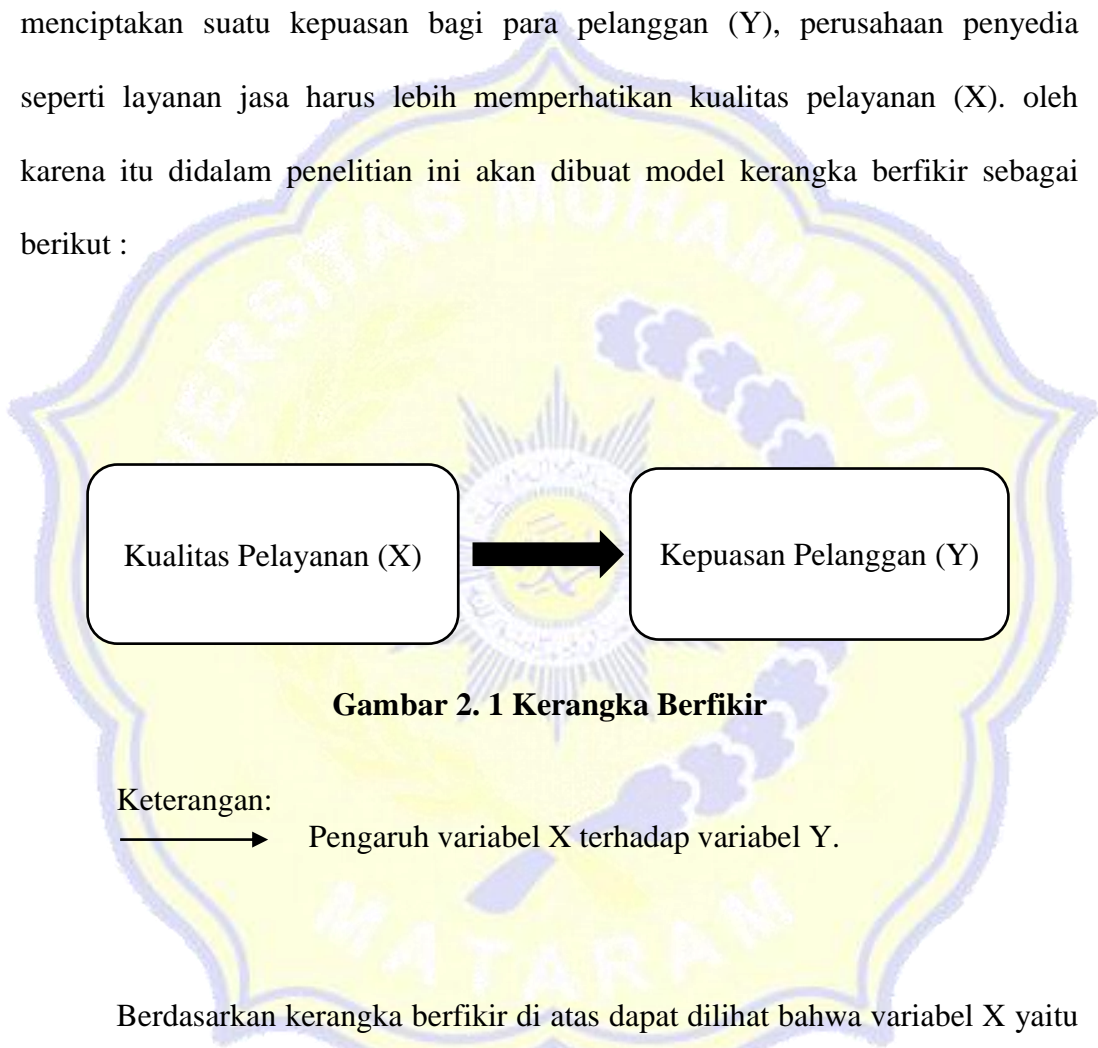 menciptakan suatu kepuasan bagi para pelanggan (Y), perusahaan penyedia
seperti layanan jasa harus lebih memperhatikan kualitas pelayanan (X). oleh
karena itu didalam penelitian ini akan dibuat model kerangka berfikir sebagai
berikut :
Kualitas Pelayanan (X)
Kepuasan Pelanggan (Y)
Gambar 2. 1 Kerangka Berfikir
Keterangan:
Pengaruh variabel X terhadap variabel Y.
MATARAM
Berdasarkan kerangka berfikir di atas dapat dilihat bahwa variabel X yaitu